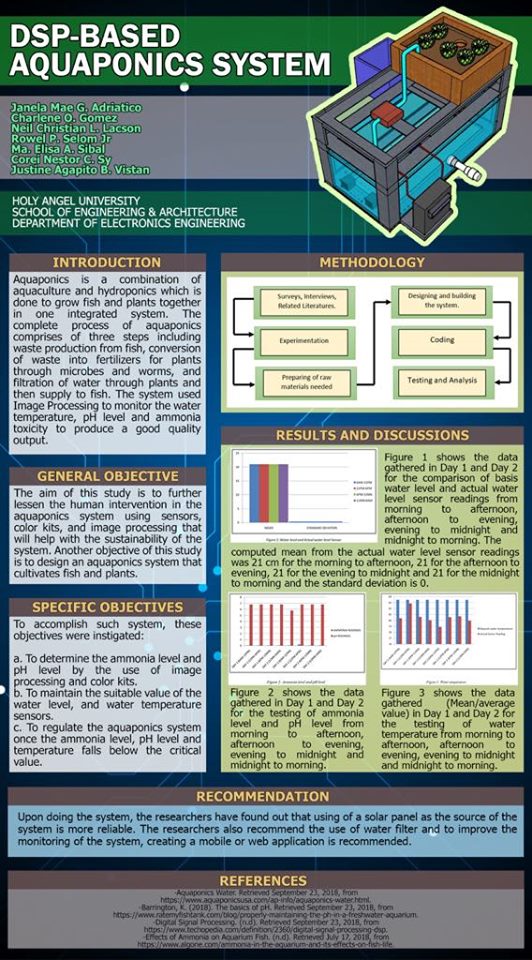 DSP-BASED
AQUAPONICS SYSTEM
Janela Mae G. Adriatico
Charlene O. Gomez
Neil Christian L. Lacson
Rowel P. Selom Jr
Ma. Elisa A. Sibal
Corei Nestor C. Sy
Justine Agapito B. Vistan
HOLY ANGEL UNIVERSITY
SCHOOL OF ENGINEERING & ARCHITECTURE
DEPARTMENT OF ELECTRONICS ENGINEERING
INTRODUCTION
Aquaponics is a combination of
aquaculture and hydroponics which is
done to grow fish and plants together
in one integrated system. The
complete process of aquaponics
comprises of three steps including
waste production from fish, conversion
of waste into fertilizers for plants
through microbes and worms, and
filtration of water through plants and
then supply to fish. The system used
Image Processing to monitor the water
temperature, pH level and ammonia
toxicity to produce a good quality
output.
GENERAL OBJECTIVE
The aim of this study is to further
lessen the human intervention in the
aquaponics system using sensors,
color kits, and image processing that
will help with the sustainability of the
system. Another objective of this study
is to design an aquaponics system that
cultivates fish and plants.
SPECIFIC OBJECTIVES
To accomplish such system, these
objectives were instigated:
a. To determine the ammonia level and
pH level by the use of image
processing and color kits.
b. To maintain the suitable value of the
water level, and water temperature
sensors.
c. To regulate the aquaponics system
once the ammonia level, pH level and
temperature falls below the critical
value.
METHODOLOGY
Surveys, Interviews,
Related Literatures.
Experimentation
Preparing of raw
materials needed
Designing and building
the system.
Coding
Testing and Analysis
RESULTS AND DISCUSSIONS
Figure 1 shows the data
gathered in Day 1 and Day 2
for the comparison of basis
water level and actual water
level sensor readings from
morning to afternoon,
afternoon to evening,
evening to midnight and
midnight to morning. The
computed mean from the actual water level sensor readings
was 21 cm for the morning to afternoon, 21 for the afternoon to
evening, 21 for the evening to midnight and 21 for the midnight
to morning and the standard deviation is 0.
Figure 2 shows the data
gathered in Day 1 and Day 2
for the testing of ammonia
level and pH level from
morning to afternoon,
afternoon to evening,
evening to midnight and
midnight to morning.
Figure 3 shows the data
gathered (Mean/average
value) in Day 1 and Day 2
for the testing of water
temperature from morning to
afternoon, afternoon to
evening, evening to midnight
and midnight to morning.
RECOMMENDATION
Upon doing the system, the researchers have found out that using of a solar panel as the source of the
system is more reliable. The researchers also recommend the use of water filter and to improve the
monitoring of the system, creating a mobile or web application is recommended.
REFERENCES
-Aquaponics Water. Retrieved September 23, 2018, from
https://www.aquaponicsusa.com/ap-info/aquaponics-water.html.
-Barrington, K. (2018). The basics of pH. Retrieved September 23, 2018, from
https://www.ratemyfishtank.com/blog/properly-maintaining-the-ph-in-a-freshwater-aquarium.
-Digital Signal Processing. (n.d). Retrieved September 23, 2018, from
https://www.techopedia.com/definition/2360/digital-signal-processing-dsp.
-Effects of Ammonia on Aquarium Fish. (n.d). Retrieved July 17, 2018, from
https://www.algone.com/ammonia-in-the-aquarium-and-its-effects-on-fish-life.